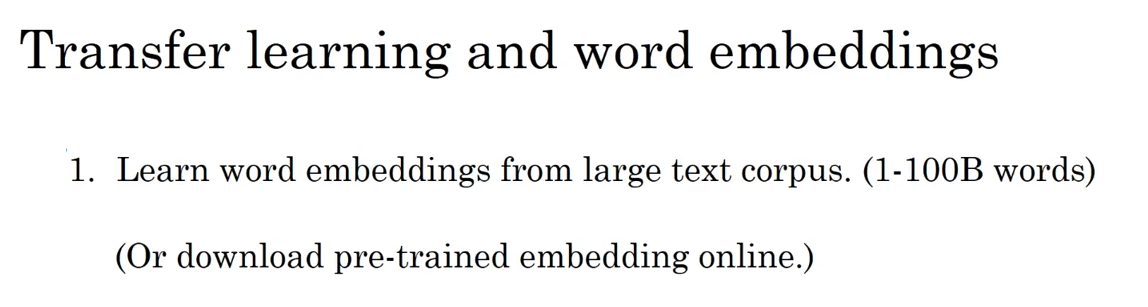 Transfer learning and word embeddings
1. Learn word embeddings from large text corpus. (1-100B words)
(Or download pre-trained embedding online.)